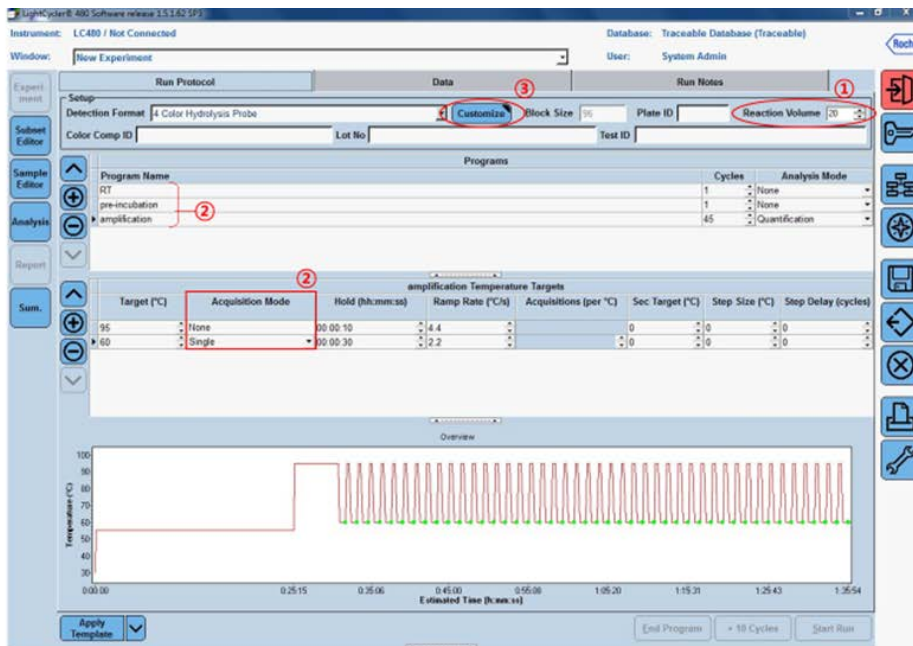 LightCycler® 480 Software release 1.5.1.62 SP3
Instrument: LC480 / Not Connected Database: Traceable Database (Traceable)
Window: New Experiment User: System Admin
Roch
Experiment
Subset Editor
Sample Editor
Analysis
Report
Sum.
Run Protocol Data Run Notes
③ ①
Setup
Detection Format 4 Color Hydrolysis Probe Customize Block Size 96 Plate ID Reaction Volume 20
Color Comp ID Lot No Test ID
Programs
Program Name Cycles Analysis Mode
RT 1 None
pre-incubation 1 None
② 
amplification 45 Quantification
②
amplification Temperature Targets
Target (°C) Acquisition Mode Hold (hh:mm:ss) Ramp Rate (°C/s) Acquisitions (per °C) Sec Target (°C) Step Size (°C) Step Delay (cycles)
95 None 00:00:10 4.4 0 0 0
60 Single 00:00:30 2.2 0 0 0
Overview
Temperature (°C)
100
90
80
70
60
50
40
30
0:00:00 0:25:15 0:35:06 0:45:00 0:55:08 1:05:20 1:15:31 1:25:43 1:35:54
Estimated Time (h:mm:ss)
Apply Template End Program + 10 Cycles Start Run